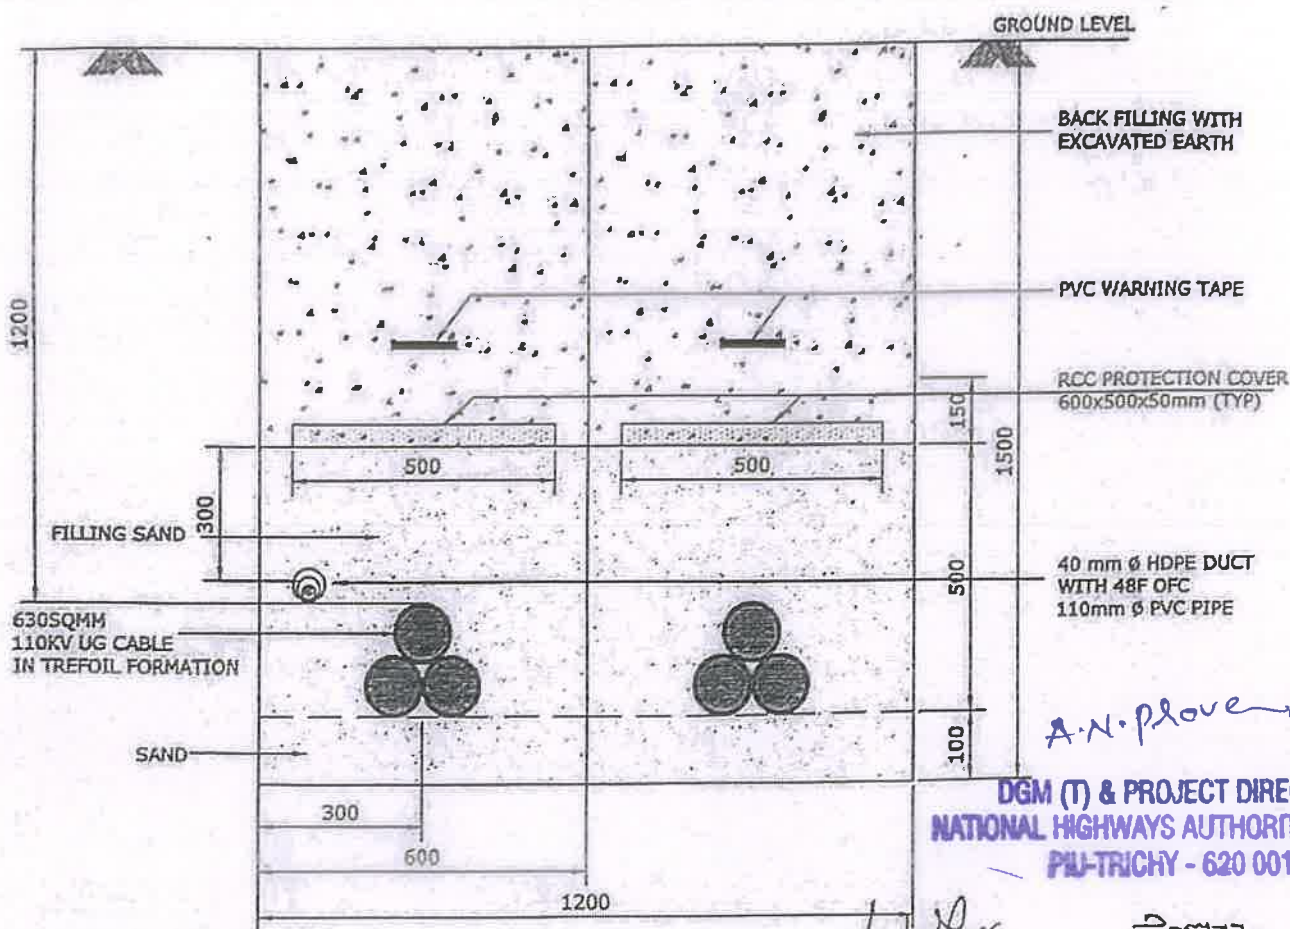 GROUND LEVEL
BACK FILLING WITH
EXCAVATED EARTH
1200
PVC WARNING TAPE
RCC PROTECTION COVER
600x500x50mm (TYP)
150
1500
500
500
300
FILLING SAND
500
40 mm Ø HDPE DUCT
WITH 48F OFC
110mm Ø PVC PIPE
630SQMM
110KV UG CABLE
IN TREFOIL FORMATION
SAND
100
300
600
1200
DGM (T) & PROJECT DIRE
NATIONAL HIGHWAYS AUTHORIT
PIU-TRICHY - 620 001